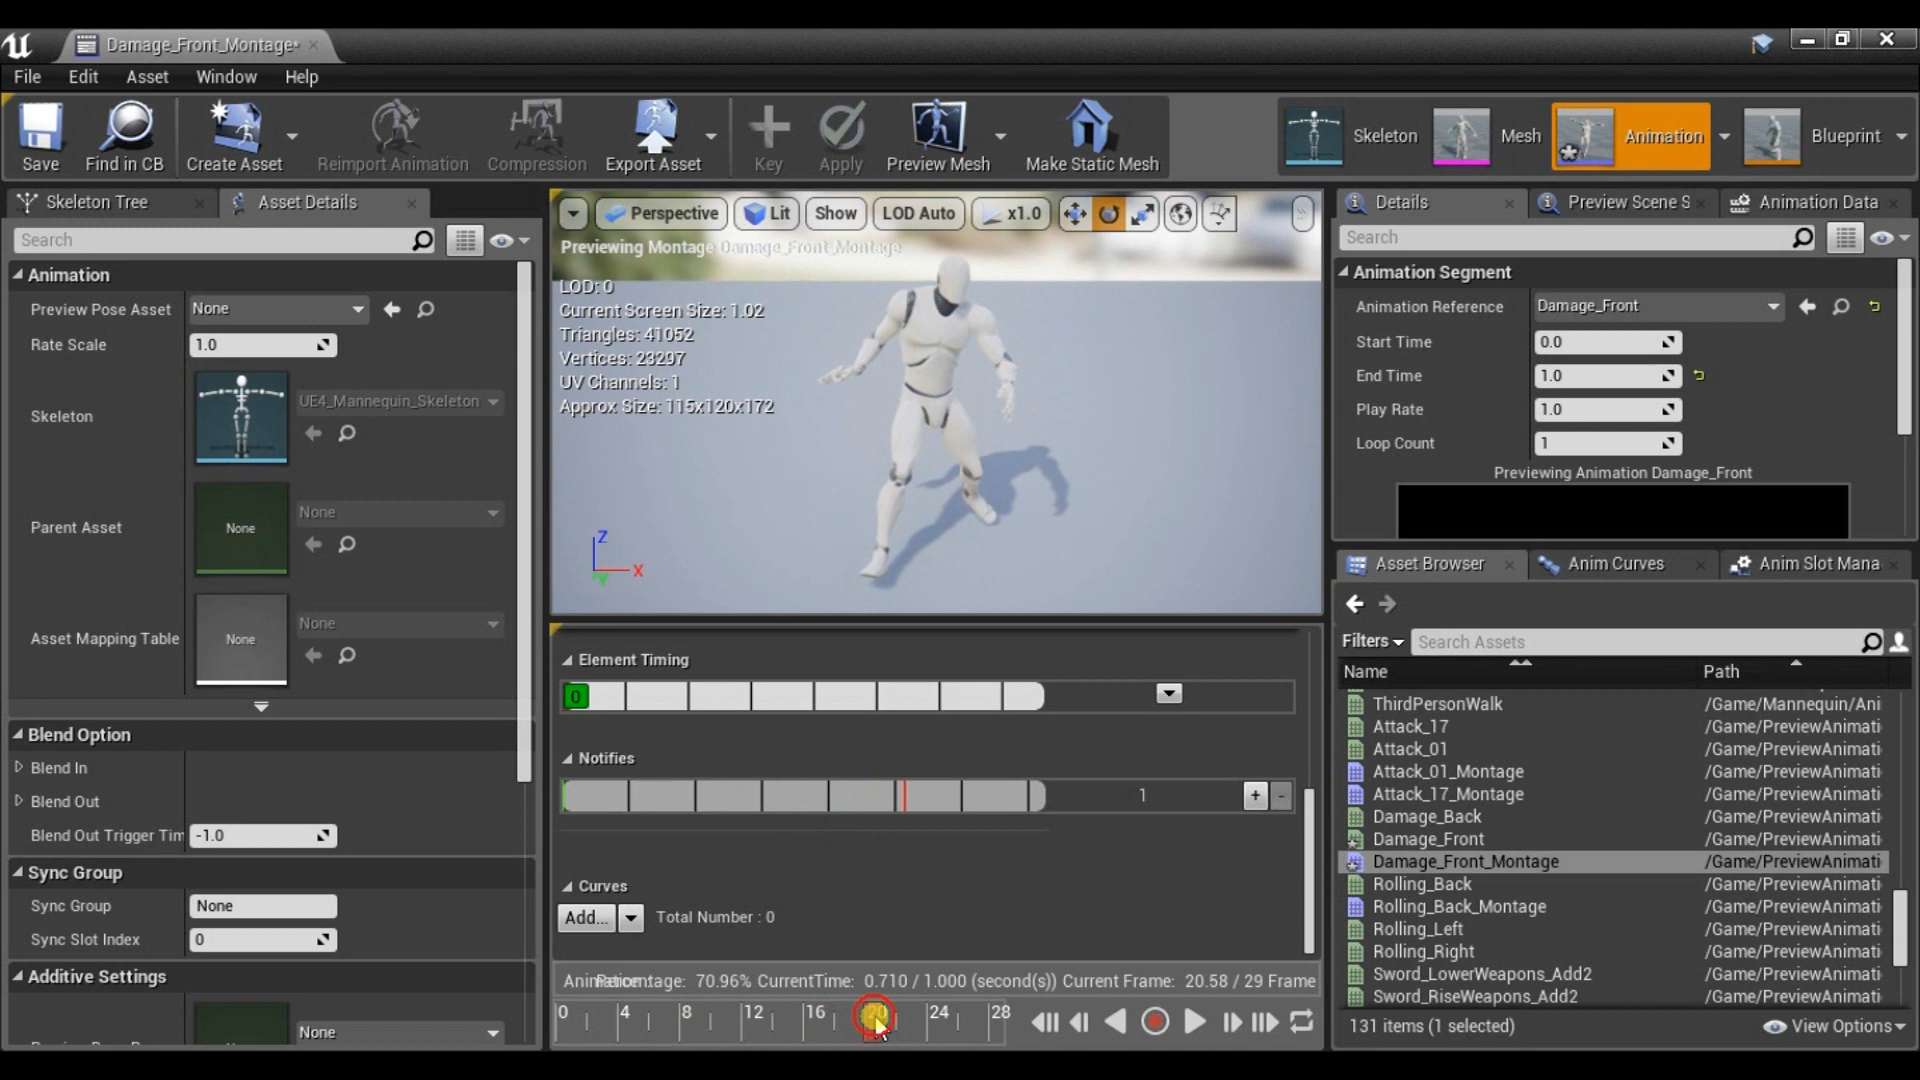 Damage_Front_Montage*
File Edit Asset Window Help
Save
Find in CB
Create Asset
Reimport Animation
Compression
Export Asset
Key
Apply
Preview Mesh
Make Static Mesh
Skeleton
Mesh
Animation
Blueprint
Skeleton Tree
Asset Details
Search
Animation
Preview Pose Asset None
Rate Scale 1.0
Skeleton UE4_Mannequin_Skeleton
Parent Asset None None
Asset Mapping Table None None
Blend Option
Blend In
Blend Out
Blend Out Trigger Tim -1.0
Sync Group
Sync Group None
Sync Slot Index 0
Additive Settings
None
Perspective Lit Show LOD Auto x1.0
Previewing Montage Damage_Front_Montage
LOD: 0
Current Screen Size: 1.02
Triangles: 41052
Vertices: 23297
UV Channels: 1
Approx Size: 115x120x172
Z
X
Y
Element Timing
0
Notifies
1 + -
Curves
Add... Total Number : 0
Percentage: 70.96% CurrentTime: 0.710 / 1.000 (second(s)) Current Frame: 20.58 / 29 Frame
0 4 8 12 16 20 24 28
Details
Preview Scene S
Animation Data
Search
Animation Segment
Animation Reference Damage_Front
Start Time 0.0
End Time 1.0
Play Rate 1.0
Loop Count 1
Previewing Animation Damage_Front
Asset Browser
Anim Curves
Anim Slot Mana
Filters Search Assets
Name Path
ThirdPersonWalk /Game/Mannequin/Ani
Attack_17 /Game/PreviewAnimati
Attack_01 /Game/PreviewAnimati
Attack_01_Montage /Game/PreviewAnimati
Attack_17_Montage /Game/PreviewAnimati
Damage_Back /Game/PreviewAnimati
Damage_Front /Game/PreviewAnimati
Damage_Front_Montage /Game/PreviewAnimati
Rolling_Back /Game/PreviewAnimati
Rolling_Back_Montage /Game/PreviewAnimati
Rolling_Left /Game/PreviewAnimati
Rolling_Right /Game/PreviewAnimati
Sword_LowerWeapons_Add2 /Game/PreviewAnimati
Sword_RiseWeapons_Add2 /Game/PreviewAnimati
131 items (1 selected) View Options